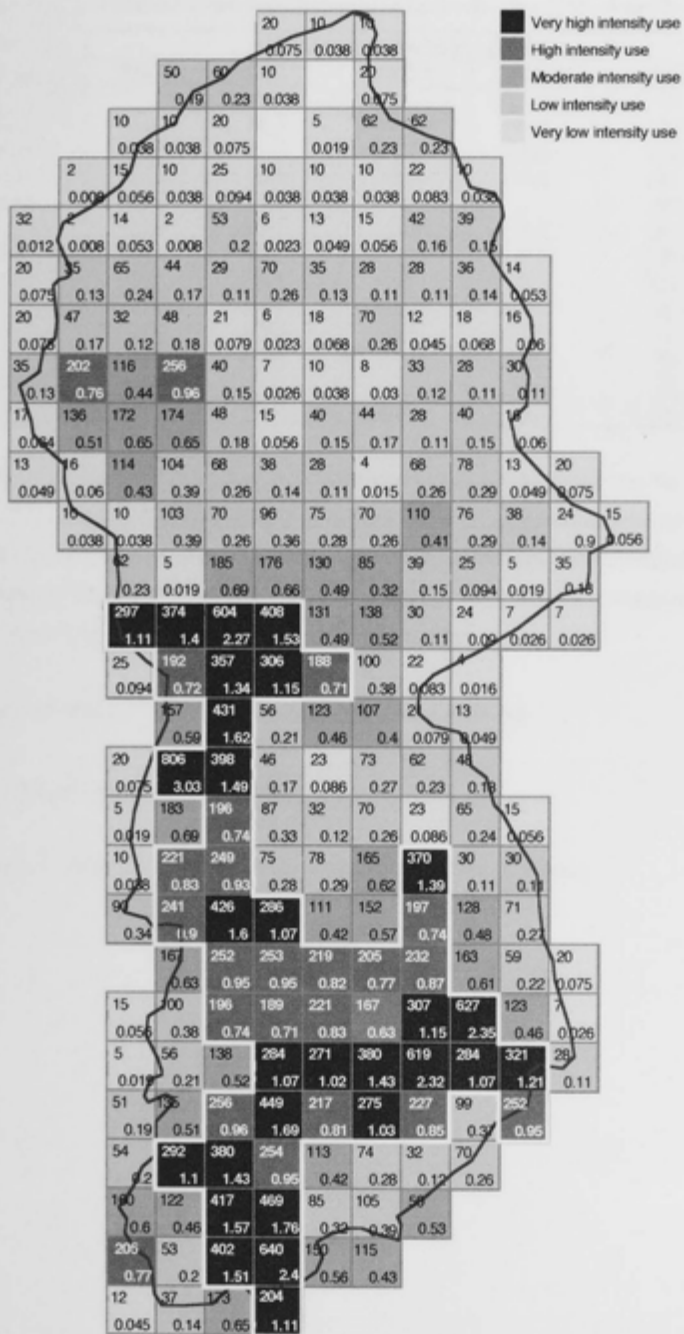 Very high intensity use
High intensity use
Moderate intensity use
Low intensity use
Very low intensity use
20 10 10
0.075 0.038 0.038
50 60 10 20
0.19 0.23 0.038 0.075
10 10 20 5 62 62
0.038 0.038 0.075 0.019 0.23 0.23
2 15 10 25 10 10 10 22 10
0.008 0.056 0.038 0.094 0.038 0.038 0.038 0.083 0.038
32 2 14 2 53 6 13 15 42 39
0.012 0.008 0.053 0.008 0.2 0.023 0.049 0.056 0.16 0.15
20 35 65 44 29 70 35 28 28 36 14
0.075 0.13 0.24 0.17 0.11 0.26 0.13 0.11 0.11 0.14 0.053
20 47 32 48 21 6 18 70 12 18 16
0.075 0.17 0.12 0.18 0.079 0.023 0.068 0.26 0.045 0.068 0.06
35 202 116 256 40 7 10 8 33 28 30
0.13 0.76 0.44 0.96 0.15 0.026 0.038 0.03 0.12 0.11 0.11
17 136 172 174 48 15 40 44 28 40 16
0.064 0.51 0.65 0.65 0.18 0.056 0.15 0.17 0.11 0.15 0.06
13 16 114 104 68 38 28 4 68 78 13 20
0.049 0.06 0.43 0.39 0.26 0.14 0.11 0.015 0.26 0.29 0.049 0.075
10 10 103 70 96 75 70 110 76 38 24 15
0.038 0.038 0.39 0.26 0.36 0.28 0.26 0.41 0.29 0.14 0.9 0.056
62 5 185 176 130 85 39 25 5 35
0.23 0.019 0.69 0.66 0.49 0.32 0.15 0.094 0.019 0.13
297 374 604 408 131 138 30 24 7 7
1.11 1.4 2.27 1.53 0.49 0.52 0.11 0.09 0.026 0.026
25 192 357 306 188 100 22 4
0.094 0.72 1.34 1.15 0.71 0.38 0.083 0.016
157 431 56 123 107 13
0.59 1.62 0.21 0.46 0.4 0.079 0.049
20 806 398 46 23 73 62 48
0.075 3.03 1.49 0.17 0.086 0.27 0.23 0.18
5 183 196 87 32 70 23 65 15
0.019 0.69 0.74 0.33 0.12 0.26 0.086 0.24 0.056
10 221 249 75 78 165 370 30 30
0.038 0.83 0.93 0.28 0.29 0.62 1.39 0.11 0.11
90 241 426 286 111 152 197 128 71
0.34 0.9 1.6 1.07 0.42 0.57 0.74 0.48 0.27
167 252 253 219 205 232 163 59 20
0.63 0.95 0.95 0.82 0.77 0.87 0.61 0.22 0.075
15 100 196 189 221 167 307 627 123 7
0.056 0.38 0.74 0.71 0.83 0.63 1.15 2.35 0.46 0.026
5 56 138 284 271 380 619 284 321 28
0.019 0.21 0.52 1.07 1.02 1.43 2.32 1.07 1.21 0.11
51 135 256 449 217 275 227 99 252
0.19 0.51 0.96 1.69 0.81 1.03 0.85 0.37 0.95
54 292 380 254 113 74 32 70
0.2 1.1 1.43 0.95 0.42 0.28 0.12 0.26
160 122 417 469 85 105
0.6 0.46 1.57 1.76 0.32 0.39 0.53
205 53 402 640 150 115
0.77 0.2 1.51 2.4 0.56 0.43
12 37 173 204
0.045 0.14 0.65 1.11